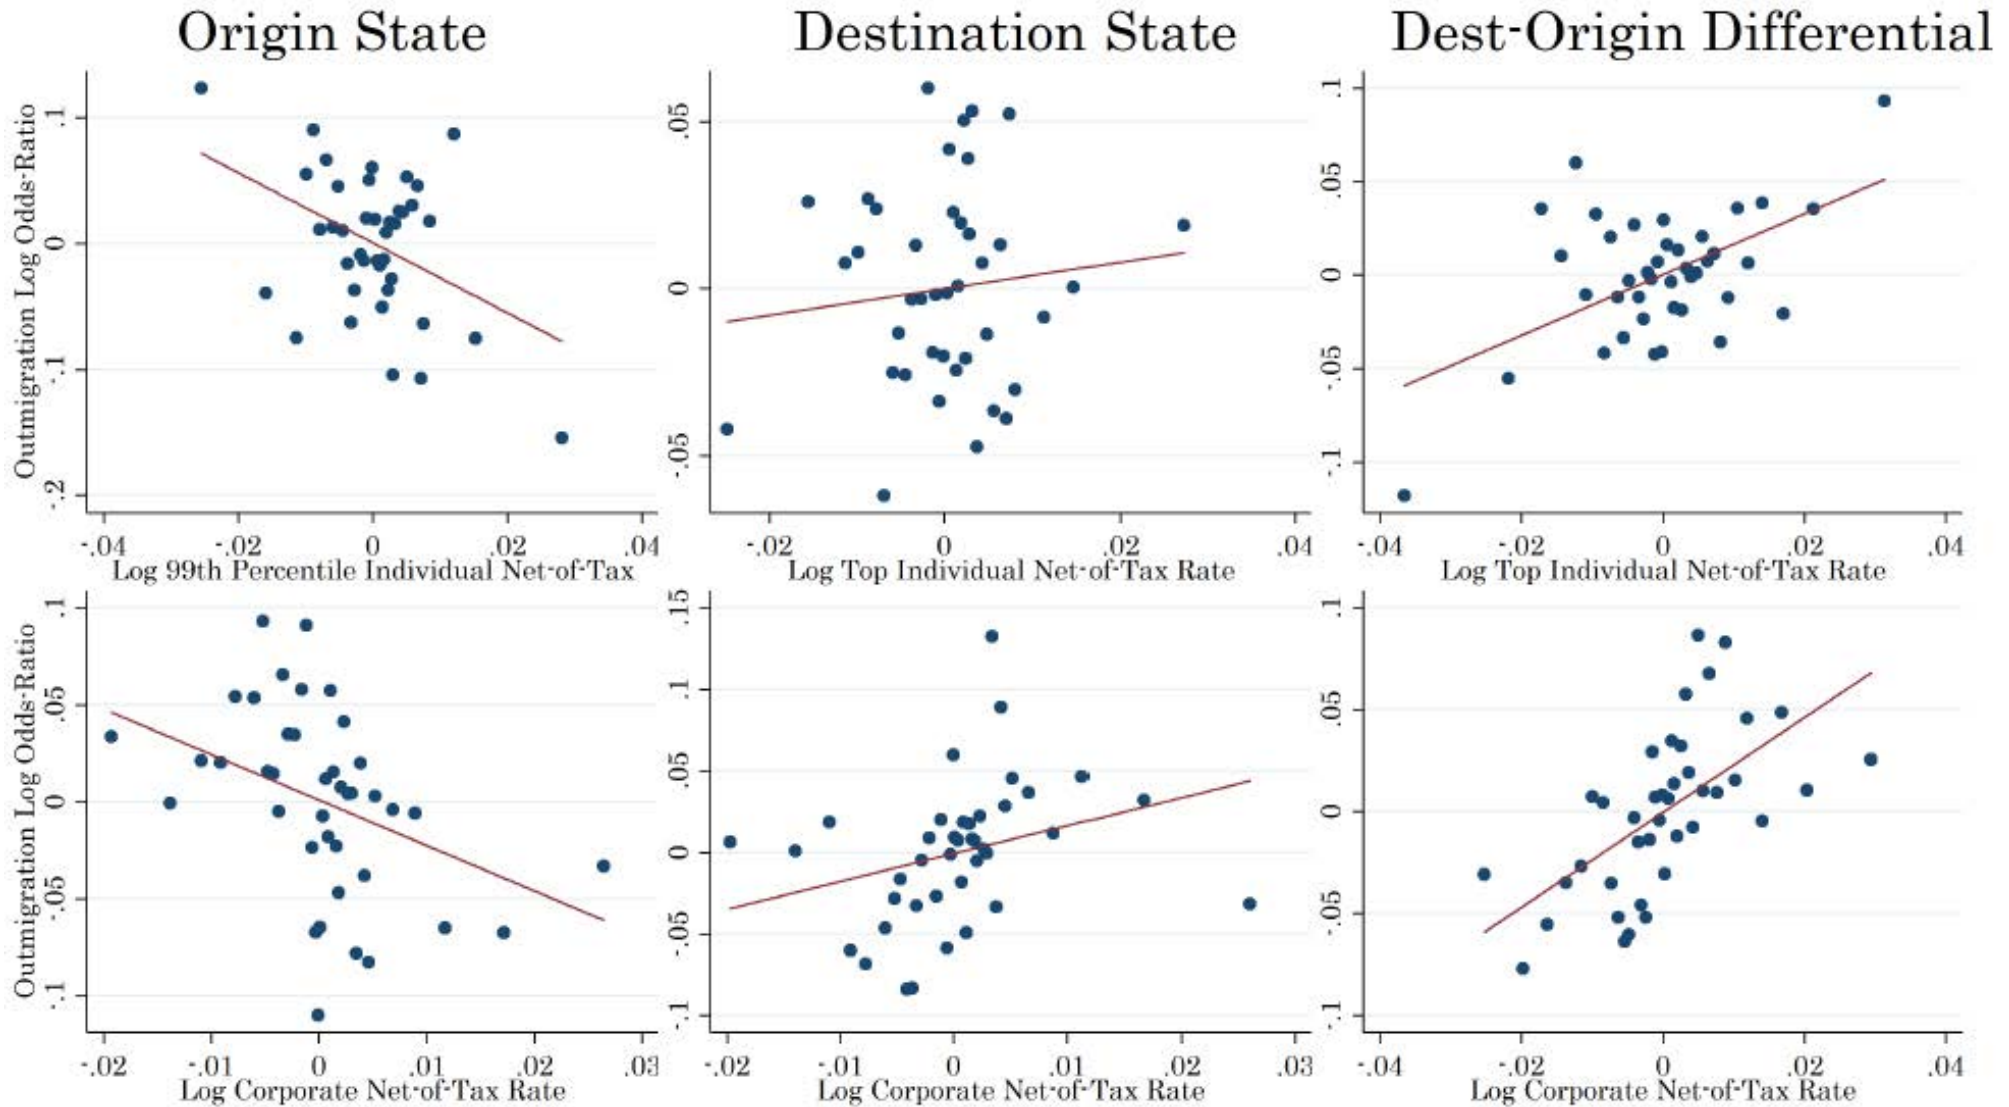 Origin State
Destination State
Dest-Origin Differential
Outmigration Log Odds-Ratio
.1
0
-.1
-.2
-.04 -.02 0 .02 .04
Log 99th Percentile Individual Net-of-Tax
.05
0
-.05
-.02 0 .02 .04
Log Top Individual Net-of-Tax Rate
.1
.05
0
-.05
-.1
-.04 -.02 0 .02 .04
Log Top Individual Net-of-Tax Rate
Outmigration Log Odds-Ratio
.1
.05
0
-.05
-.1
-.02 -.01 0 .01 .02 .03
Log Corporate Net-of-Tax Rate
.15
.1
.05
0
-.05
-.1
-.02 -.01 0 .01 .02 .03
Log Corporate Net-of-Tax Rate
.1
.05
0
-.05
-.1
-.04 -.02 0 .02 .04
Log Corporate Net-of-Tax Rate